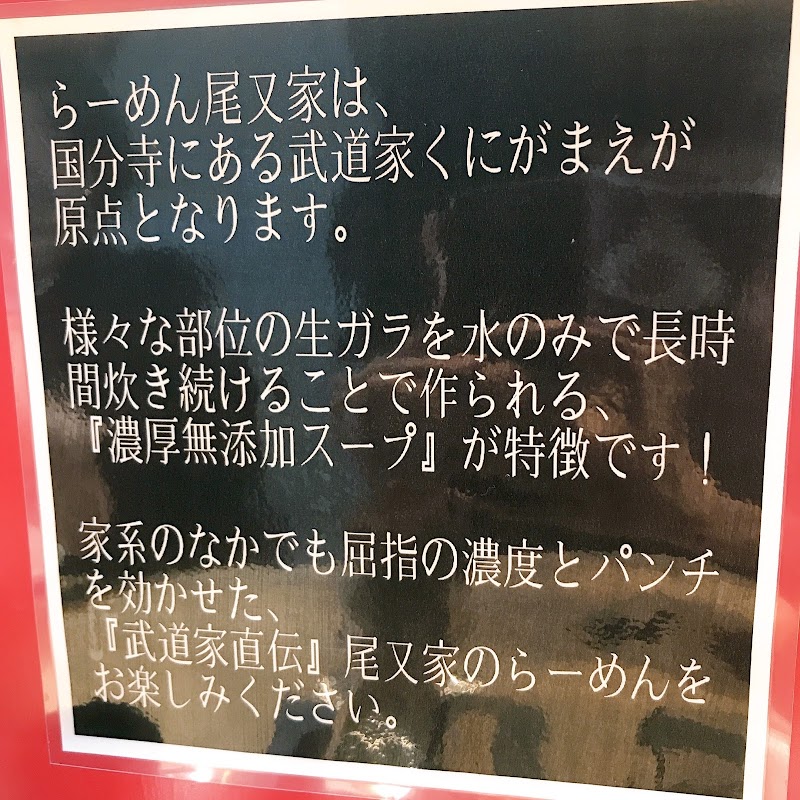 らーめん尾又家は、
国分寺にある武道家くにがまえが
原点となります。
様々な部位の生ガラを水のみで長時
間炊き続けることで作られる、
『濃厚無添加スープ』が特徴です！
家系のなかでも屈指の濃度とパンチ
を効かせた、
『武道家直伝』尾又家のらーめんを
お楽しみください。